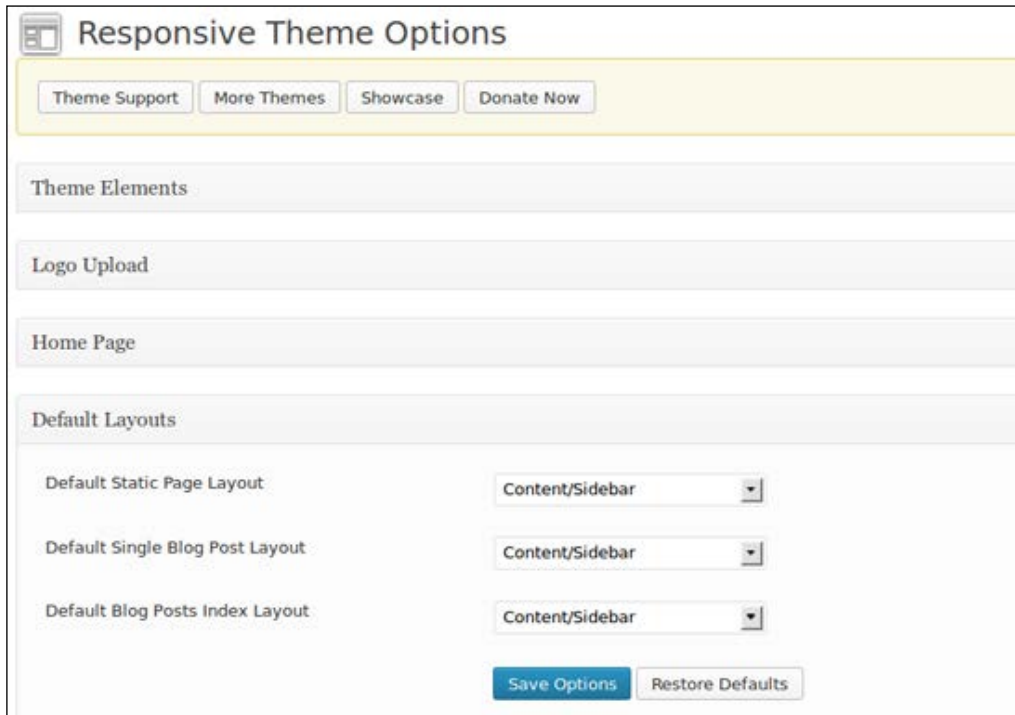 Responsive Theme Options
Theme Support More Themes Showcase Donate Now
Theme Elements
Logo Upload
Home Page
Default Layouts
Default Static Page Layout Content/Sidebar
Default Single Blog Post Layout Content/Sidebar
Default Blog Posts Index Layout Content/Sidebar
Save Options Restore Defaults